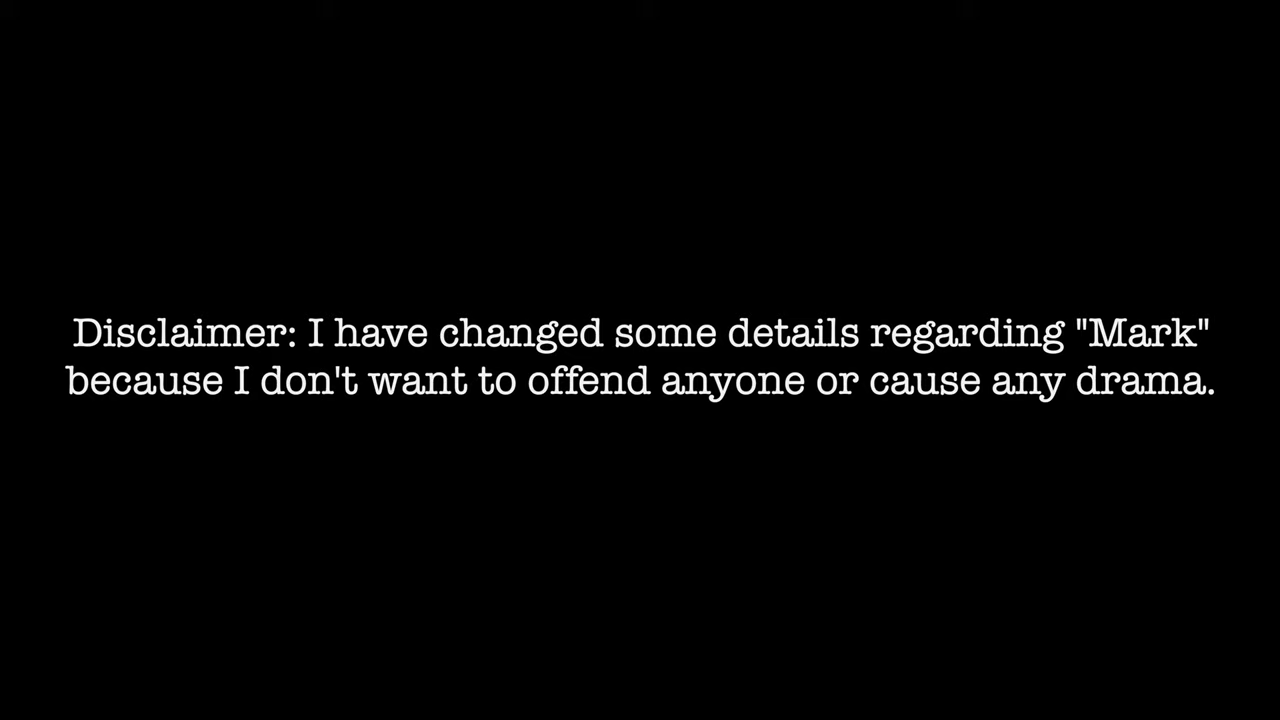 Disclaimer: I have changed some details regarding "Mark"
because I don't want to offend anyone or cause any drama.